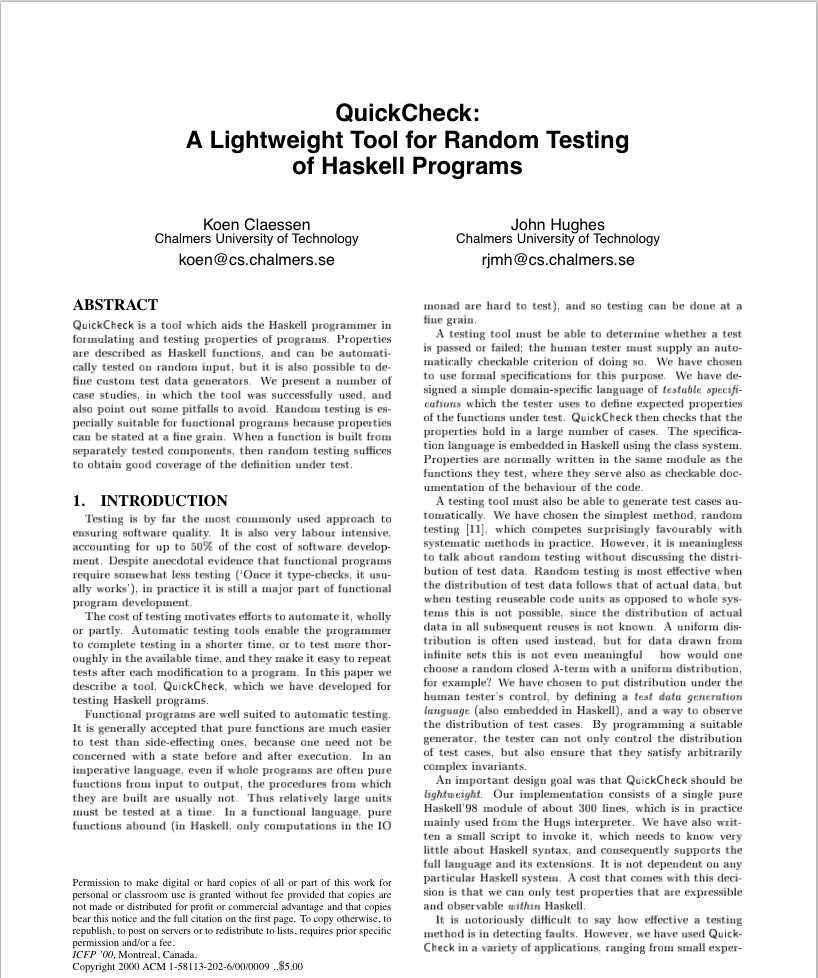 QuickCheck:
A Lightweight Tool for Random Testing
of Haskell Programs
Koen Claessen
Chalmers University of Technology
koen@cs.chalmers.se
John Hughes
Chalmers University of Technology
rjmh@cs.chalmers.se
ABSTRACT
QuickCheck is a tool which aids the Haskell programmer in
formulating and testing properties of programs. Properties
are described as Haskell functions, and can be automati-
cally tested on random input, but it is also possible to de-
fine custom test data generators. We present a number of
case studies, in which the tool was successfully used, and
also point out some pitfalls to avoid. Random testing is es-
pecially suitable for functional programs because properties
can be stated at a fine grain. When a function is built from
separately tested components, then random testing suffices
to obtain good coverage of the definition under test.
1. INTRODUCTION
Testing is by far the most commonly used approach to
ensuring software quality. It is also very labour intensive,
accounting for up to 50% of the cost of software develop-
ment. Despite anecdotal evidence that functional programs
require somewhat less testing (‘Once it type-checks, it usu-
ally works’), in practice it is still a major part of functional
program development.
The cost of testing motivates efforts to automate it, wholly
or partly. Automatic testing tools enable the programmer
to complete testing in a shorter time, or to test more thor-
oughly in the available time, and they make it easy to repeat
tests after each modification to a program. In this paper we
describe a tool, QuickCheck, which we have developed for
testing Haskell programs.
Functional programs are well suited to automatic testing.
It is generally accepted that pure functions are much easier
to test than side-effecting ones, because one need not be
concerned with a state before and after execution. In an
imperative language, even if whole programs are often pure
functions from input to output, the procedures from which
they are built are usually not. Thus relatively large units
must be tested at a time. In a functional language, pure
functions abound (in Haskell, only computations in the IO
Permission to make digital or hard copies of all or part of this work for
personal or classroom use is granted without fee provided that copies are
not made or distributed for profit or commercial advantage and that copies
bear this notice and the full citation on the first page. To copy otherwise, to
republish, to post on servers or to redistribute to lists, requires prior specific
permission and/or a fee.
ICFP ’00, Montreal, Canada.
Copyright 2000 ACM 1-58113-202-6/00/0009 ..$5.00
monad are hard to test), and so testing can be done at a
fine grain.
A testing tool must be able to determine whether a test
is passed or failed; the human tester must supply an auto-
matically checkable criterion of doing so. We have chosen
to use formal specifications for this purpose. We have de-
signed a simple domain-specific language of testable specifi-
cations which the tester uses to define expected properties
of the functions under test. QuickCheck then checks that the
properties hold in a large number of cases. The specifica-
tion language is embedded in Haskell using the class system.
Properties are normally written in the same module as the
functions they test, where they serve also as checkable doc-
umentation of the behaviour of the code.
A testing tool must also be able to generate test cases au-
tomatically. We have chosen the simplest method, random
testing [11], which competes surprisingly favourably with
systematic methods in practice. However, it is meaningless
to talk about random testing without discussing the distri-
bution of test data. Random testing is most effective when
the distribution of test data follows that of actual data, but
when testing reuseable code units as opposed to whole sys-
tems this is not possible, since the distribution of actual
data in all subsequent reuses is not known. A uniform dis-
tribution is often used instead, but for data drawn from
infinite sets this is not even meaningful how would one
choose a random closed λ-term with a uniform distribution,
for example? We have chosen to put distribution under the
human tester’s control, by defining a test data generation
language (also embedded in Haskell), and a way to observe
the distribution of test cases. By programming a suitable
generator, the tester can not only control the distribution
of test cases, but also ensure that they satisfy arbitrarily
complex invariants.
An important design goal was that QuickCheck should be
lightweight. Our implementation consists of a single pure
Haskell’98 module of about 300 lines, which is in practice
mainly used from the Hugs interpreter. We have also writ-
ten a small script to invoke it, which needs to know very
little about Haskell syntax, and consequently supports the
full language and its extensions. It is not dependent on any
particular Haskell system. A cost that comes with this deci-
sion is that we can only test properties that are expressible
and observable within Haskell.
It is notoriously difficult to say how effective a testing
method is in detecting faults. However, we have used Quick-
Check in a variety of applications, ranging from small exper-